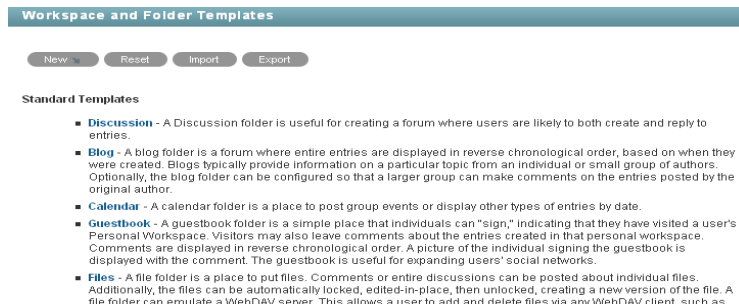 Workspace and Folder Templates
New Reset Import Export
Standard Templates
Discussion - A Discussion folder is useful for creating a forum where users are likely to both create and reply to
entries.
Blog - A blog folder is a forum where entire entries are displayed in reverse chronological order, based on when they
were created. Blogs typically provide information on a particular topic from an individual or small group of authors.
Optionally, the blog folder can be configured so that a larger group can make comments on the entries posted by the
original author.
Calendar - A calendar folder is a place to post group events or display other types of entries by date.
Guestbook - A guestbook folder is a simple place that individuals can "sign," indicating that they have visited a user's
Personal Workspace. Visitors may also leave comments about the entries created in that personal workspace.
Comments are displayed in reverse chronological order. A picture of the individual signing the guestbook is
displayed with the comment. The guestbook is useful for expanding users' social networks.
Files - A file folder is a place to put files. Comments or entire discussions can be posted about individual files.
Additionally, the files can be automatically locked, edited-in-place, then unlocked, creating a new version of the file. A
file folder can emulate a WebDAV server. This allows a user to add and delete files via any WebDAV client, such as